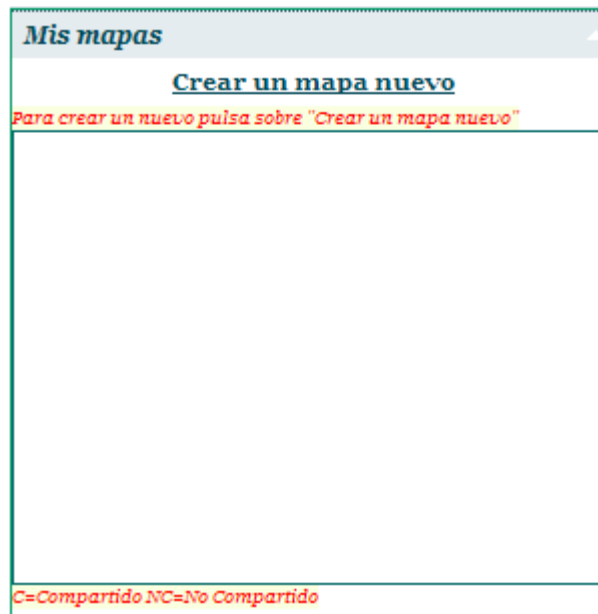 Mis mapas
Crear un mapa nuevo
Para crear un nuevo pulsa sobre "Crear un mapa nuevo"
C=Compartido NC=No Compartido